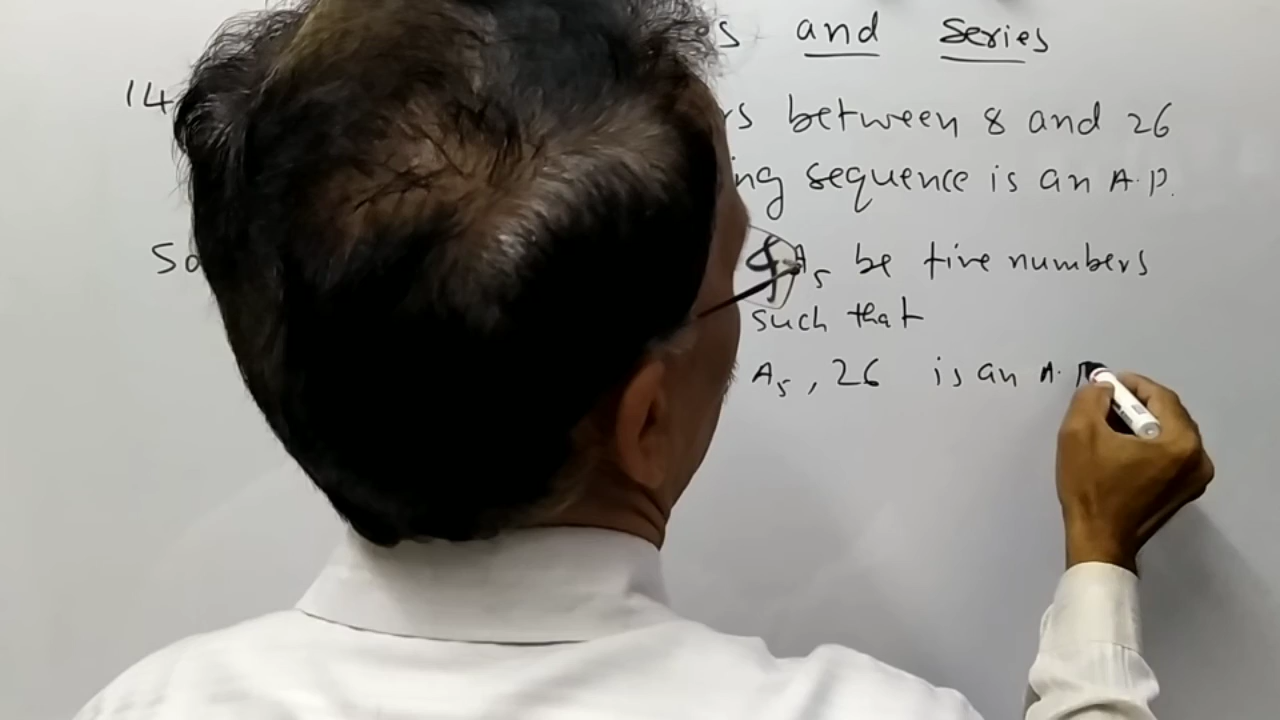 s and series
14
rs between 8 and 26
ing sequence is an A.P.
So A₅ be five numbers
such that
A₅, 26 is an A.P